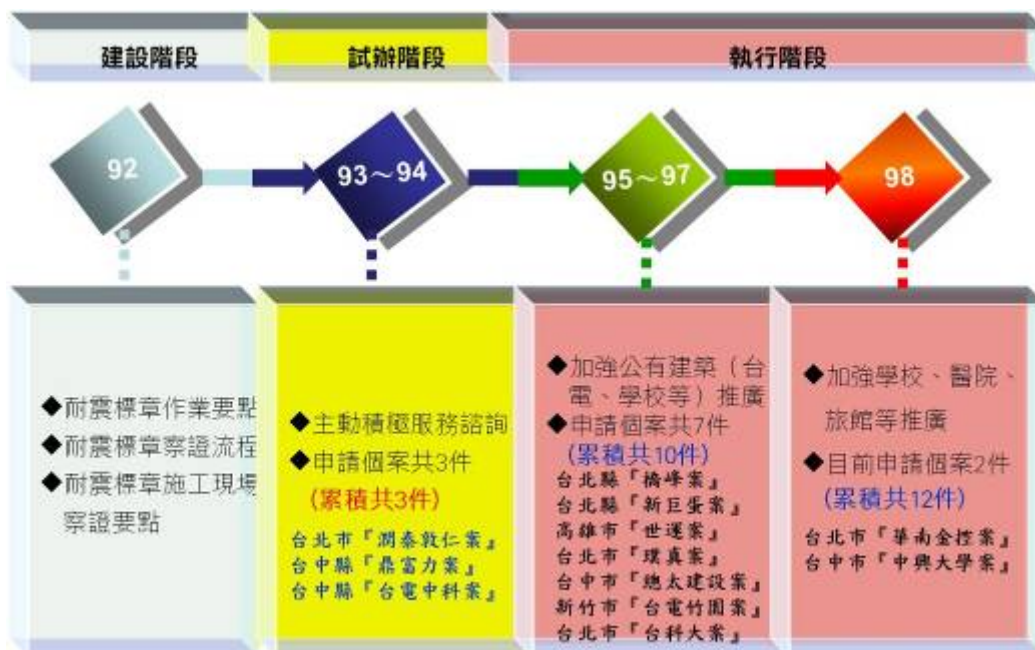 建設階段
試辦階段
執行階段
92
93～94
95～97
98
◆耐震標章作業要點
◆耐震標章察證流程
◆耐震標章施工現場
察證要點
◆主動積極服務諮詢
◆申請個案共3件
(累積共3件)
台北市『潤泰敦仁案』
台中縣『鼎富力案』
台中縣『台電中科案』
◆加強公有建築（台
電、學校等）推廣
◆申請個案共7件
(累積共10件)
台北縣『橋峰案』
台北縣『新巨蛋案』
高雄市『世運案』
台北市『璞真案』
台中市『總太建設案』
新竹市『台電竹園案』
台北市『台科大案』
◆加強學校、醫院、
旅館等推廣
◆目前申請個案2件
(累積共12件)
台北市『華南金控案』
台中市『中興大學案』